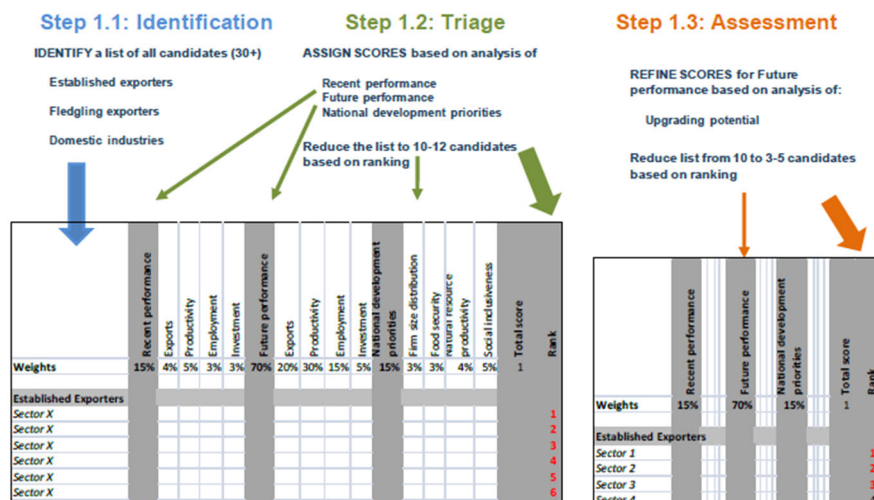 Step 1.1: Identification
IDENTIFY a list of all candidates (30+)
Established exporters
Fledgling exporters
Domestic industries
Step 1.2: Triage
ASSIGN SCORES based on analysis of
Recent performance
Future performance
National development priorities
Reduce the list to 10-12 candidates
based on ranking
Step 1.3: Assessment
REFINE SCORES for Future
performance based on analysis of:
Upgrading potential
Reduce list from 10 to 3-5 candidates
based on ranking
Recent performance
Exports
Productivity
Employment
Investment
Future performance
Exports
Productivity
Employment
Investment
National development
priorities
Firm size distribution
Food security
Natural resource
productivity
Social inclusiveness
Total score
Rank
Weights 15% 4% 5% 3% 3% 70% 20% 30% 15% 5% 15% 3% 3% 4% 5% 1
Established Exporters
Sector X 1
Sector X 2
Sector X 3
Sector X 4
Sector X 5
Sector X 6
Recent performance
Future performance
National development
priorities
Total score
Rank
Weights 15% 70% 15% 1
Established Exporters
Sector 1 1
Sector 2 2
Sector 3 3
Sector 4